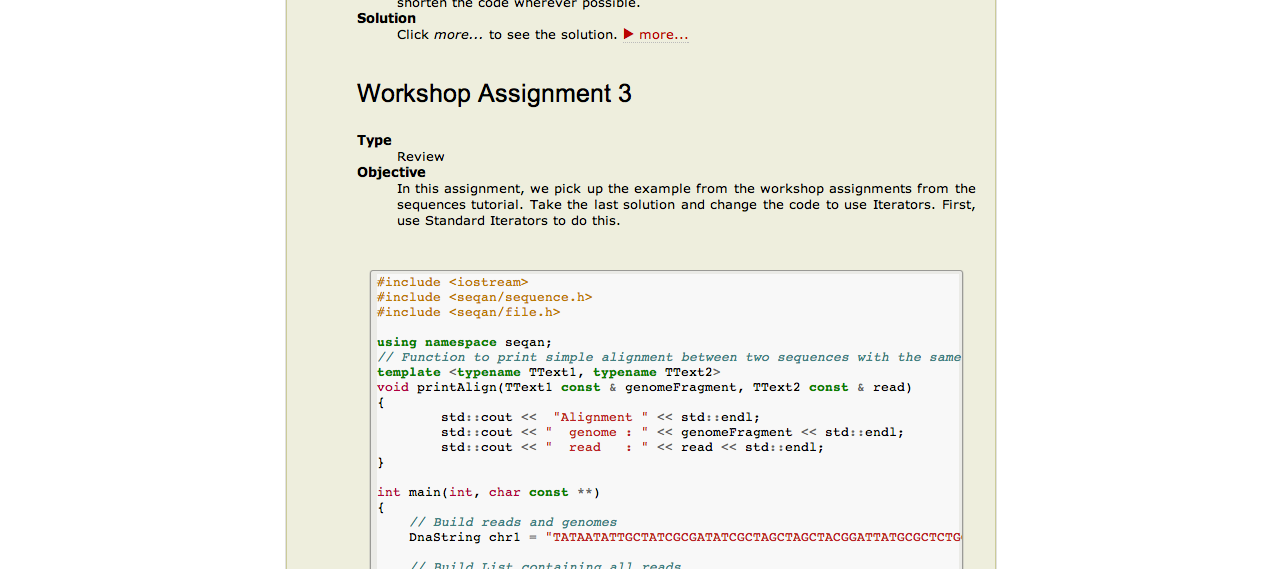 shorten the code wherever possible.
Solution
Click more... to see the solution. ▶ more...
Workshop Assignment 3
Type
Review
Objective
In this assignment, we pick up the example from the workshop assignments from the
sequences tutorial. Take the last solution and change the code to use Iterators. First,
use Standard Iterators to do this.
#include <iostream>
#include <seqan/sequence.h>
#include <seqan/file.h>
using namespace seqan;
// Function to print simple alignment between two sequences with the same
template <typename TText1, typename TText2>
void printAlign(TText1 const & genomeFragment, TText2 const & read)
{
        std::cout <<  "Alignment " << std::endl;
        std::cout << "  genome : " << genomeFragment << std::endl;
        std::cout << "  read   : " << read << std::endl;
}
int main(int, char const **)
{
    // Build reads and genomes
    DnaString chr1 = "TATAATATTGCTATCGCGATATCGCTAGCTAGCTACGGATTATGCGCTCTG
    // Build List containing all reads